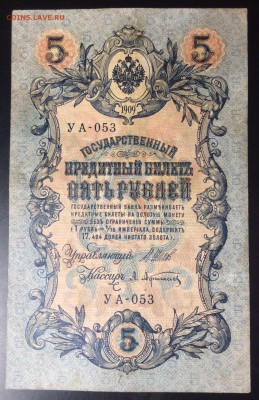 COINS.LAVE.RU
5 5
1909
УА-053
ГОСУДАРСТВЕННЫЙ
КРЕДИТНЫЙ БИЛЕТЪ
ПЯТЬ РУБЛЕЙ
ГОСУДАРСТВЕННЫЙ БАНКЪ РАЗМѢНИВАЕТЪ
КРЕДИТНЫЕ БИЛЕТЫ НА ЗОЛОТУЮ МОНЕТУ
БЕЗЪ ОГРАНИЧЕНІЯ СУММЫ
(1 РУБЛЬ = 1/15 ИМПЕРІАЛА, СОДЕРЖИТЪ
17,424 ДОЛЕЙ ЧИСТАГО ЗОЛОТА)
Управляющій
Кассиръ
УА-053
5